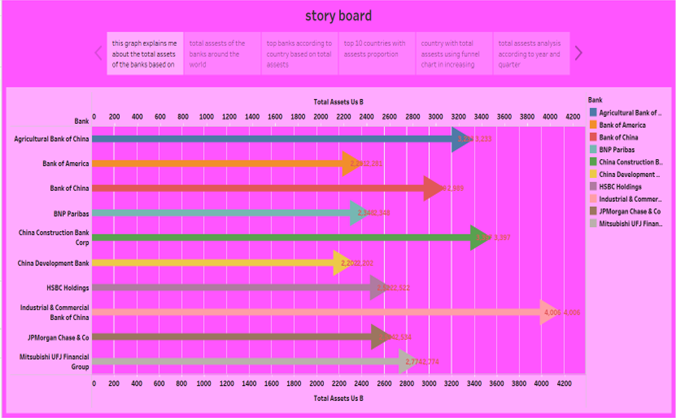 story board
this graph explains me
about the total assets
of the banks based on
total assests of the
banks around the
world
top banks according to
country based on total
assests
top 10 countries with
assests proportion
country with total
assests using funnel
chart in increasing
total assests analysis
according to year and
quarter
Total Assets Us B
0 200 400 600 800 1000 1200 1400 1600 1800 2000 2200 2400 2600 2800 3000 3200 3400 3600 3800 4000 4200
Bank
Agricultural Bank of China
Bank of America
Bank of China
BNP Paribas
China Construction Bank
Corp
China Development Bank
HSBC Holdings
Industrial & Commercial
Bank of China
4,006
JPMorgan Chase & Co
Mitsubishi UFJ Financial
Group
0 200 400 600 800 1000 1200 1400 1600 1800 2000 2200 2400 2600 2800 3000 3200 3400 3600 3800 4000 4200
Total Assets Us B
Bank
Agricultural Bank of ..
Bank of America
Bank of China
BNP Paribas
China Construction B..
China Development ..
HSBC Holdings
Industrial & Commer..
JPMorgan Chase & Co
Mitsubishi UFJ Finan..